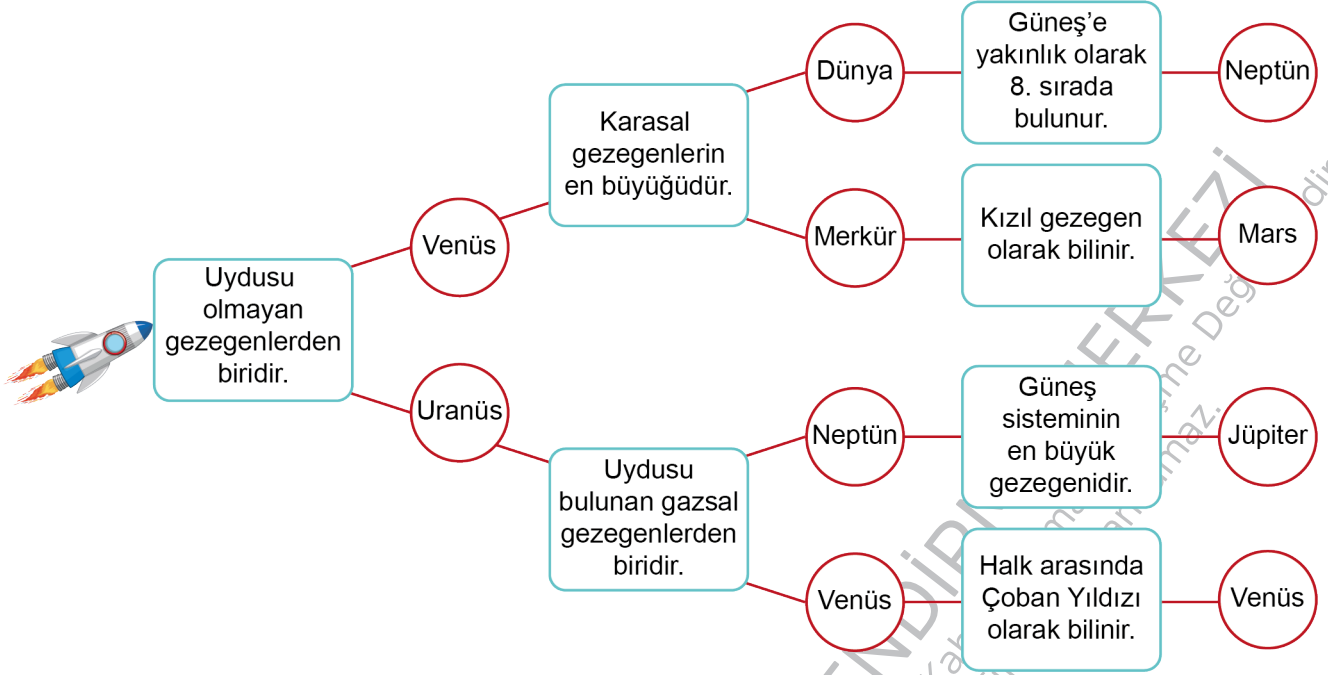 Uydusu
olmayan
gezegenlerden
biridir.
Venüs
Uranüs
Karasal
gezegenlerin
en büyüğüdür.
Uydusu
bulunan gazsal
gezegenlerden
biridir.
Dünya
Güneş’e
yakınlık olarak
8. sırada
bulunur.
Neptün
Merkür
Kızıl gezegen
olarak bilinir.
Mars
Neptün
Güneş
sisteminin
en büyük
gezegenidir.
Jüpiter
Venüs
Halk arasında
Çoban Yıldızı
olarak bilinir.
Venüs